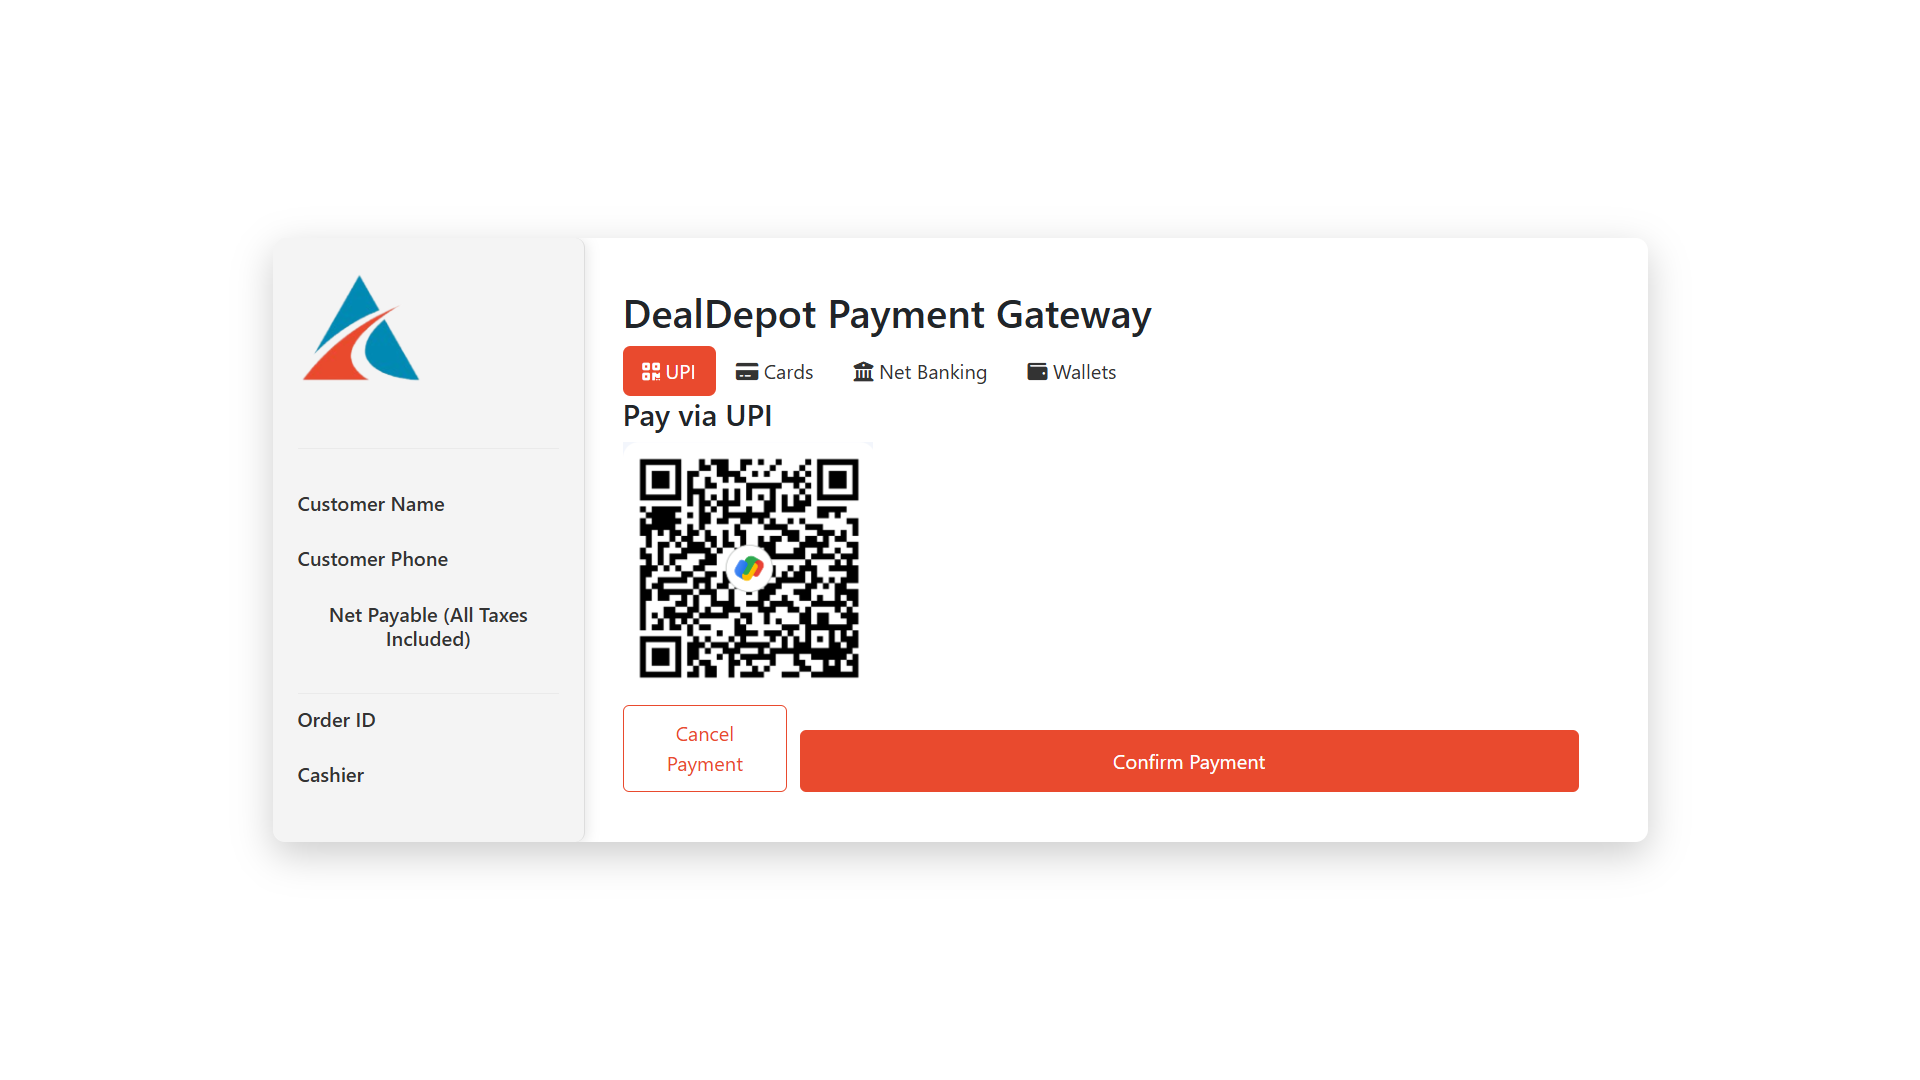 Customer Name
Customer Phone
Net Payable (All Taxes
Included)
Order ID
Cashier
DealDepot Payment Gateway
UPI
Cards
Net Banking
Wallets
Pay via UPI
Cancel
Payment
Confirm Payment